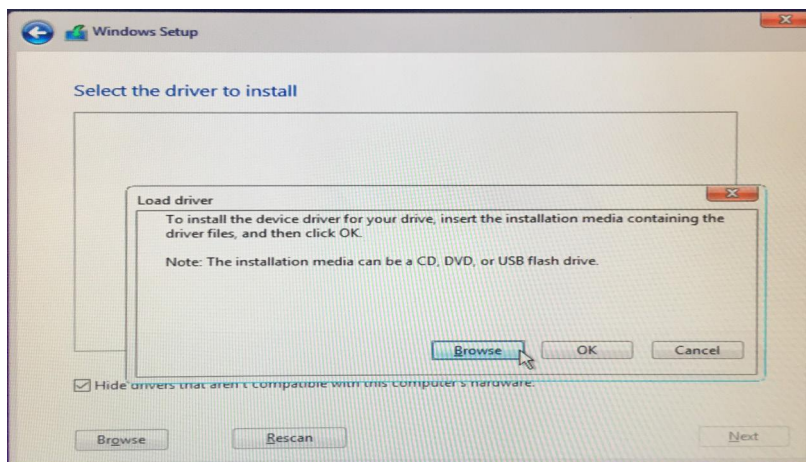 Windows Setup
Select the driver to install
Load driver
To install the device driver for your drive, insert the installation media containing the
driver files, and then click OK.
Note: The installation media can be a CD, DVD, or USB flash drive.
Browse OK Cancel
Hide drivers that aren't compatible with this computer's hardware.
Browse Rescan Next